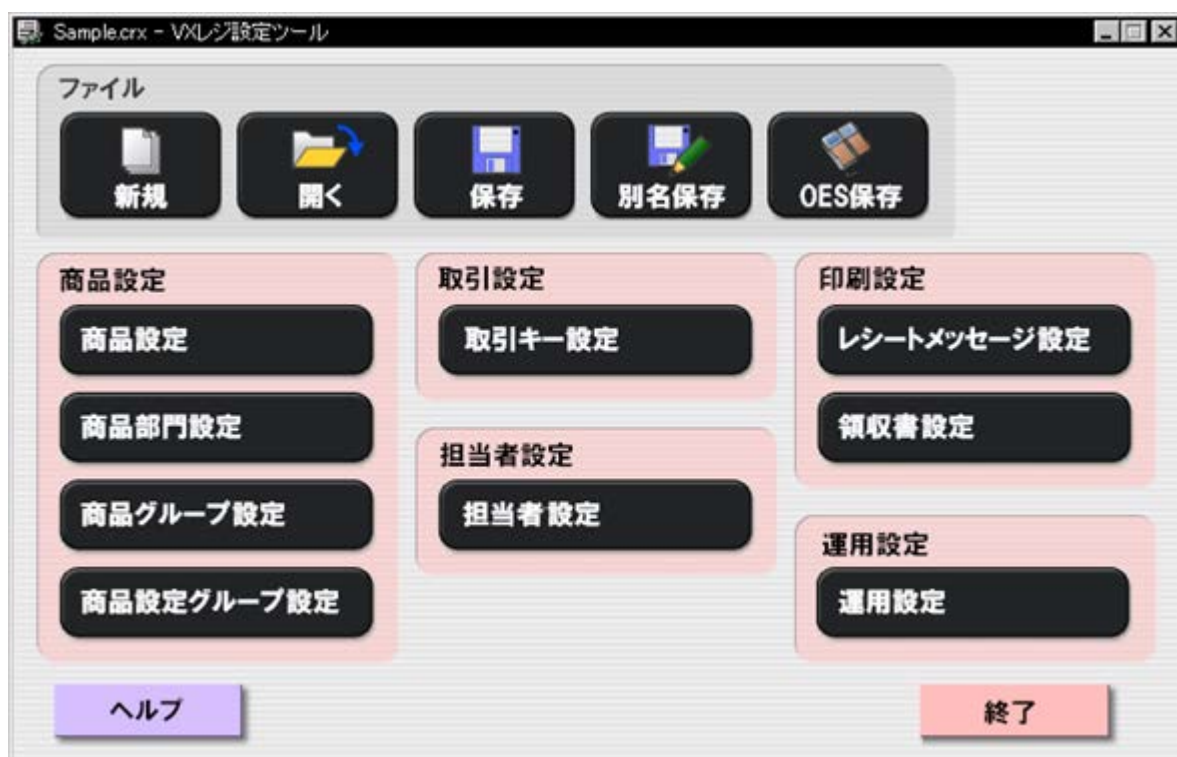 Sample.crx - VXレジ設定ツール
ファイル
新規
開く
保存
別名保存
OES保存
商品設定
商品設定
商品部門設定
商品グループ設定
商品設定グループ設定
取引設定
取引キー設定
担当者設定
担当者設定
印刷設定
レシートメッセージ設定
領収書設定
運用設定
運用設定
ヘルプ
終了